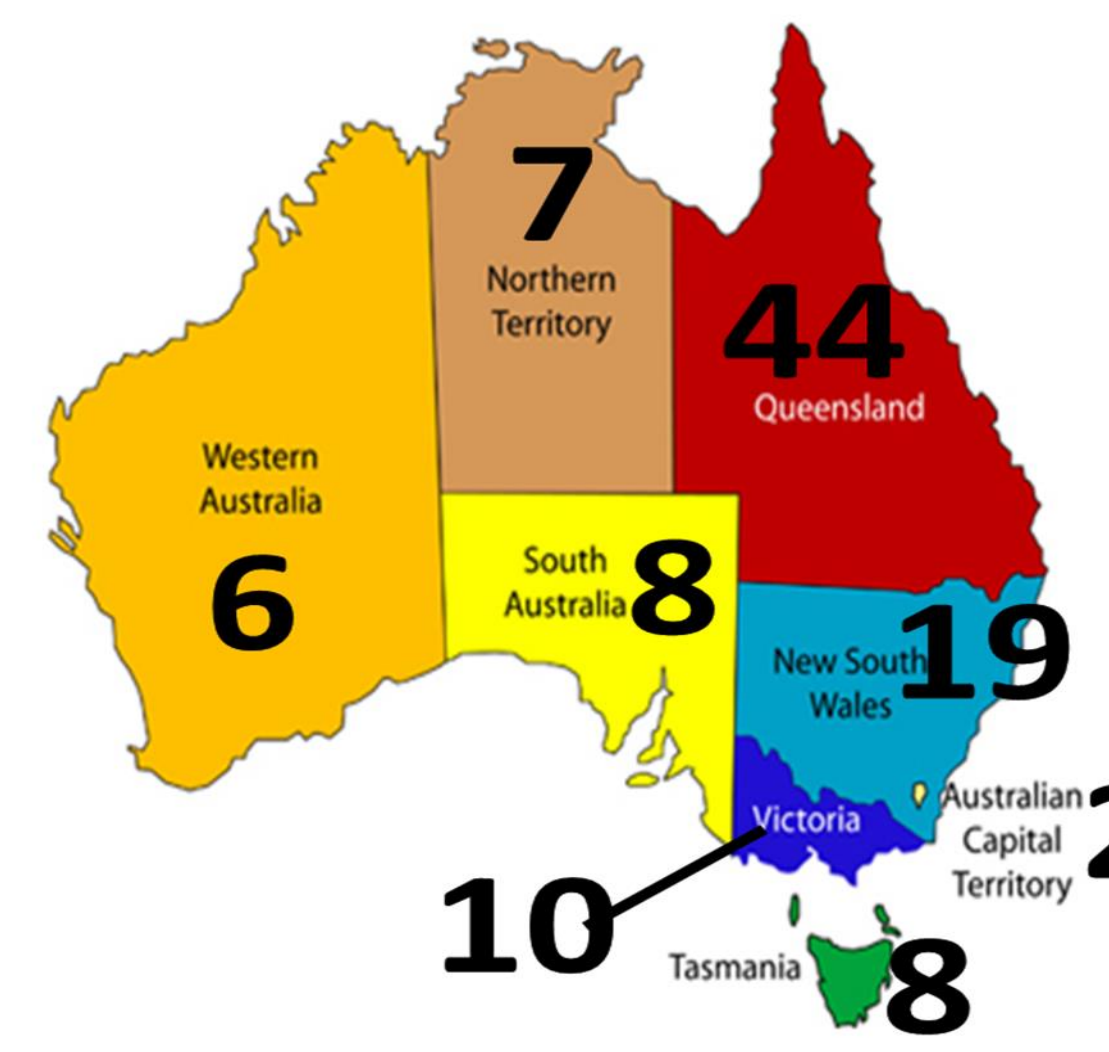 7
Northern
Territory
44
Queensland
Western
Australia
6
South
Australia
8
19
New South
Wales
Australian
Capital
Territory
Victoria
10
Tasmania
8